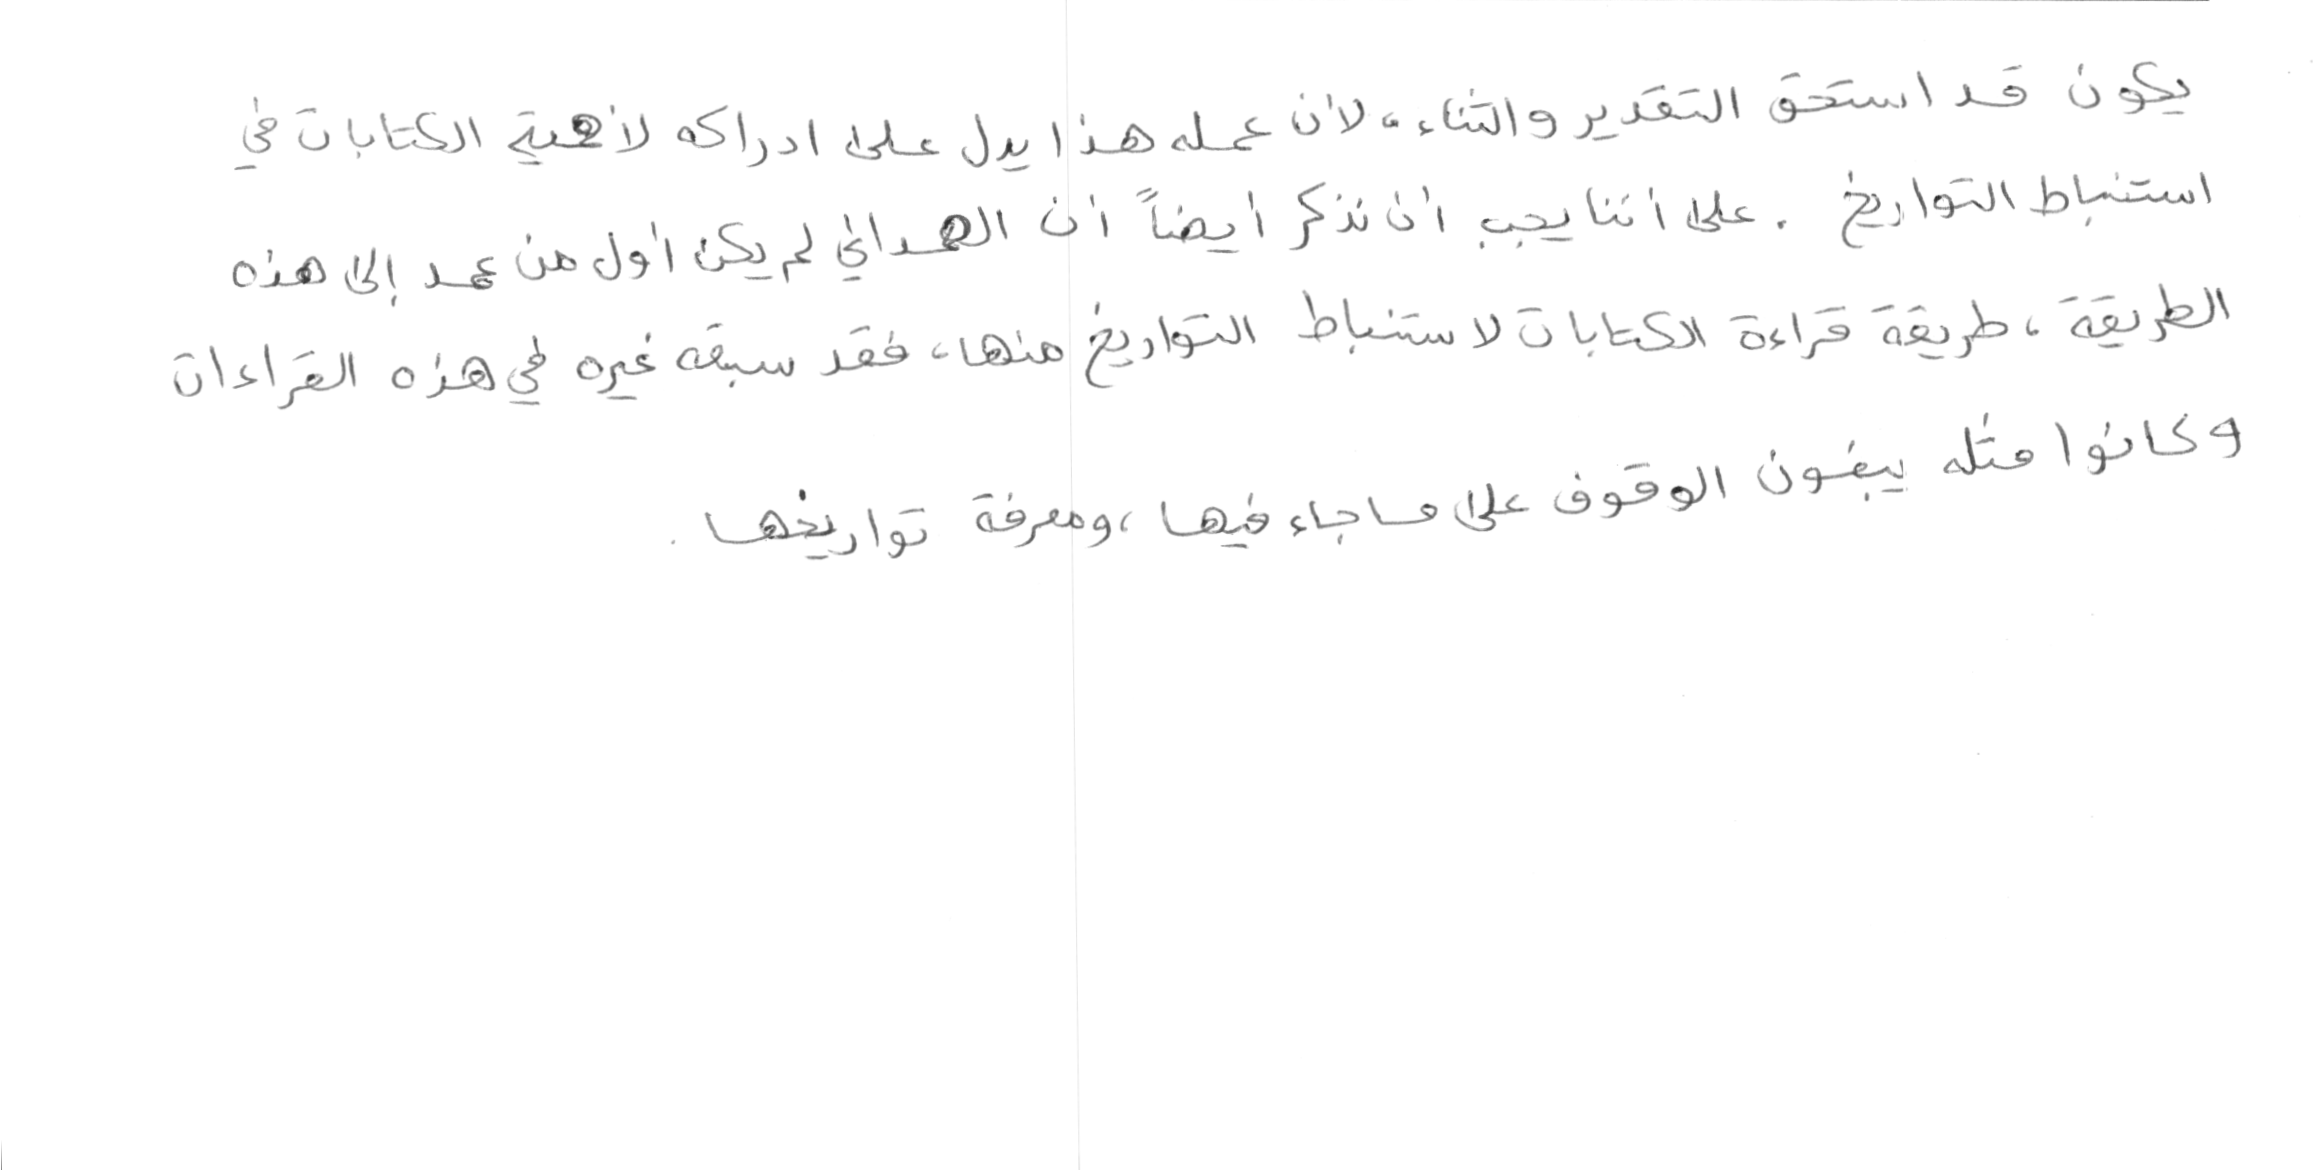 يكون قد استحق التقدير والثناء، لأن عمله هذا يدل على ادراكه لأهمية الكتابات في
استنباط التواريخ . على أننا يجب أن نذكر أيضاً أن الهمداني لم يكن أول من عمد إلى هذه
الطريقة ، طريقة قراءة الكتابات لاستنباط التواريخ منها، فقد سبقه غيره في هذه القراءات
وكانوا مثله يبغون الوقوف على ما جاء فيها ،ومعرفة تواريخها .